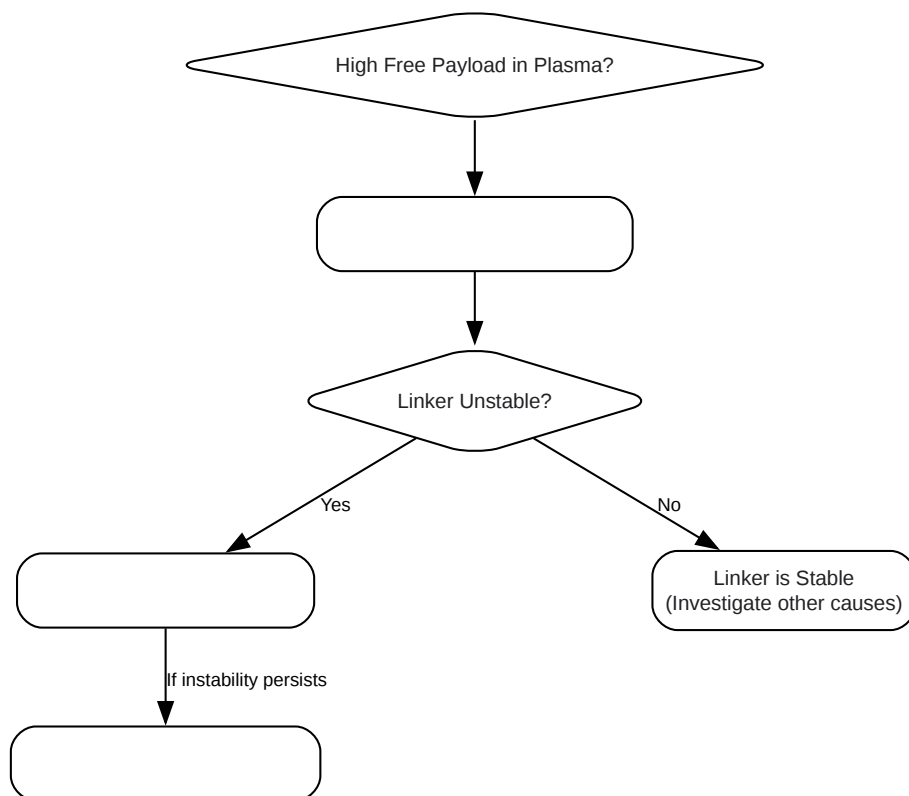 High Free Payload in Plasma?
Linker Unstable?
Yes
No
Linker is Stable
(Investigate other causes)
If instability persists